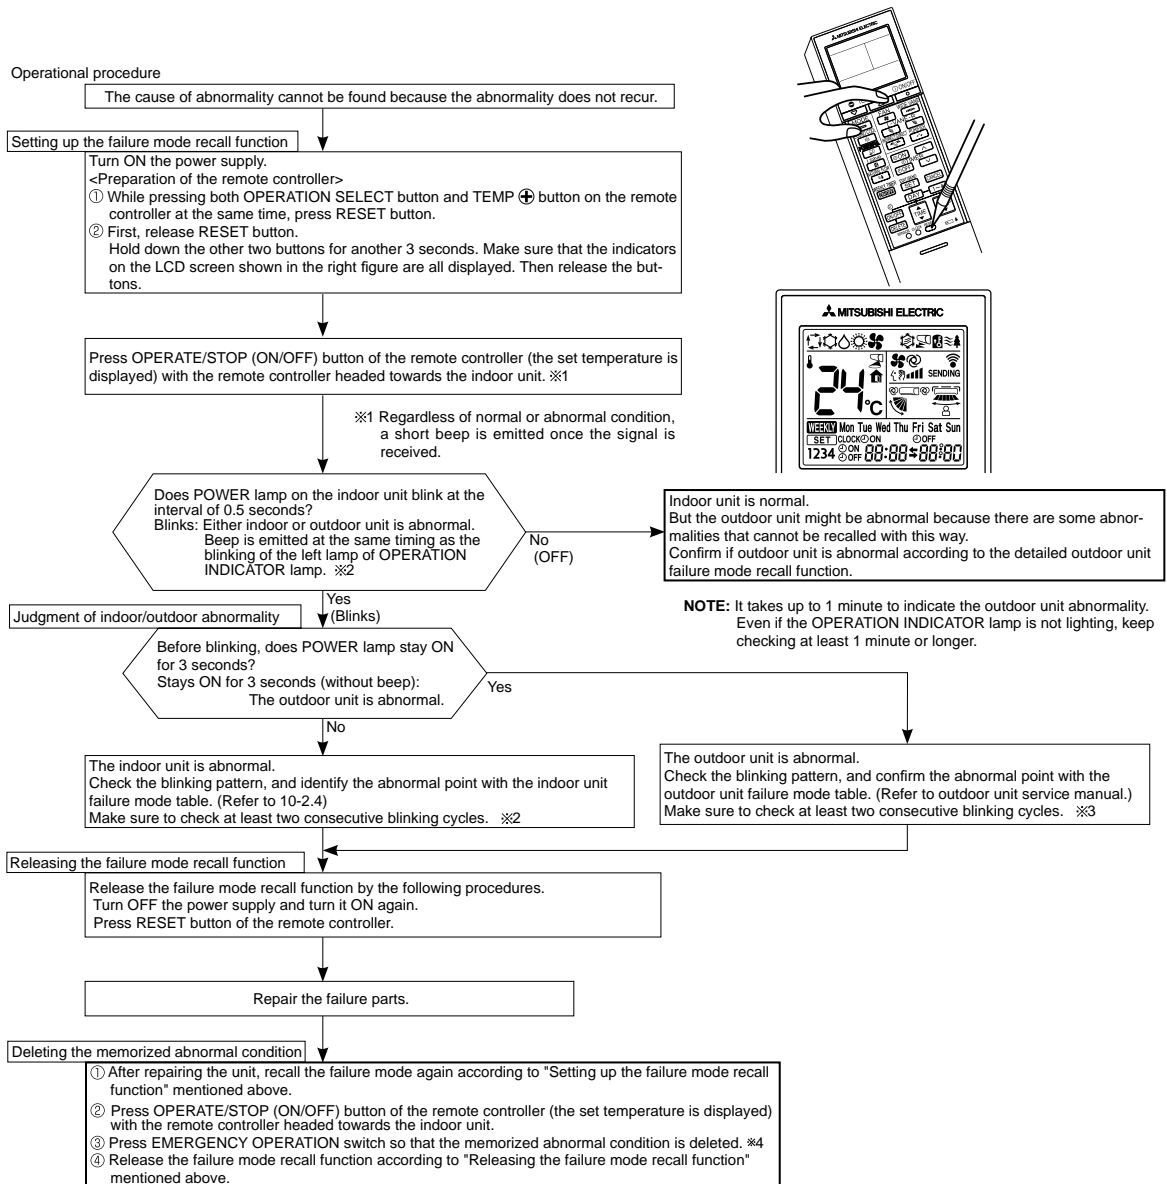 Operational procedure
The cause of abnormality cannot be found because the abnormality does not recur.
Setting up the failure mode recall function
Turn ON the power supply.
<Preparation of the remote controller>
① While pressing both OPERATION SELECT button and TEMP ⊕ button on the remote
controller at the same time, press RESET button.
② First, release RESET button.
Hold down the other two buttons for another 3 seconds. Make sure that the indicators
on the LCD screen shown in the right figure are all displayed. Then release the but-
tons.
MITSUBISHI ELECTRIC
ON/OFF
MITSUBISHI ELECTRIC
SENDING
24°C
WEEKLY Mon Tue Wed Thu Fri Sat Sun
SET CLOCK ON OFF
1234 ON OFF 88:88 88:80
Press OPERATE/STOP (ON/OFF) button of the remote controller (the set temperature is
displayed) with the remote controller headed towards the indoor unit. ※1
※1 Regardless of normal or abnormal condition,
a short beep is emitted once the signal is
received.
Does POWER lamp on the indoor unit blink at the
interval of 0.5 seconds?
Blinks: Either indoor or outdoor unit is abnormal.
Beep is emitted at the same timing as the
blinking of the left lamp of OPERATION
INDICATOR lamp. ※2
No
(OFF)
Indoor unit is normal.
But the outdoor unit might be abnormal because there are some abnor-
malities that cannot be recalled with this way.
Confirm if outdoor unit is abnormal according to the detailed outdoor unit
failure mode recall function.
NOTE: It takes up to 1 minute to indicate the outdoor unit abnormality.
Even if the OPERATION INDICATOR lamp is not lighting, keep
checking at least 1 minute or longer.
Yes
(Blinks)
Judgment of indoor/outdoor abnormality
Before blinking, does POWER lamp stay ON
for 3 seconds?
Stays ON for 3 seconds (without beep):
The outdoor unit is abnormal.
Yes
No
The indoor unit is abnormal.
Check the blinking pattern, and identify the abnormal point with the indoor unit
failure mode table. (Refer to 10-2.4)
Make sure to check at least two consecutive blinking cycles. ※2
The outdoor unit is abnormal.
Check the blinking pattern, and confirm the abnormal point with the
outdoor unit failure mode table. (Refer to outdoor unit service manual.)
Make sure to check at least two consecutive blinking cycles. ※3
Releasing the failure mode recall function
Release the failure mode recall function by the following procedures.
Turn OFF the power supply and turn it ON again.
Press RESET button of the remote controller.
Repair the failure parts.
Deleting the memorized abnormal condition
① After repairing the unit, recall the failure mode again according to "Setting up the failure mode recall
function" mentioned above.
② Press OPERATE/STOP (ON/OFF) button of the remote controller (the set temperature is displayed)
with the remote controller headed towards the indoor unit.
③ Press EMERGENCY OPERATION switch so that the memorized abnormal condition is deleted. ※4
④ Release the failure mode recall function according to "Releasing the failure mode recall function"
mentioned above.